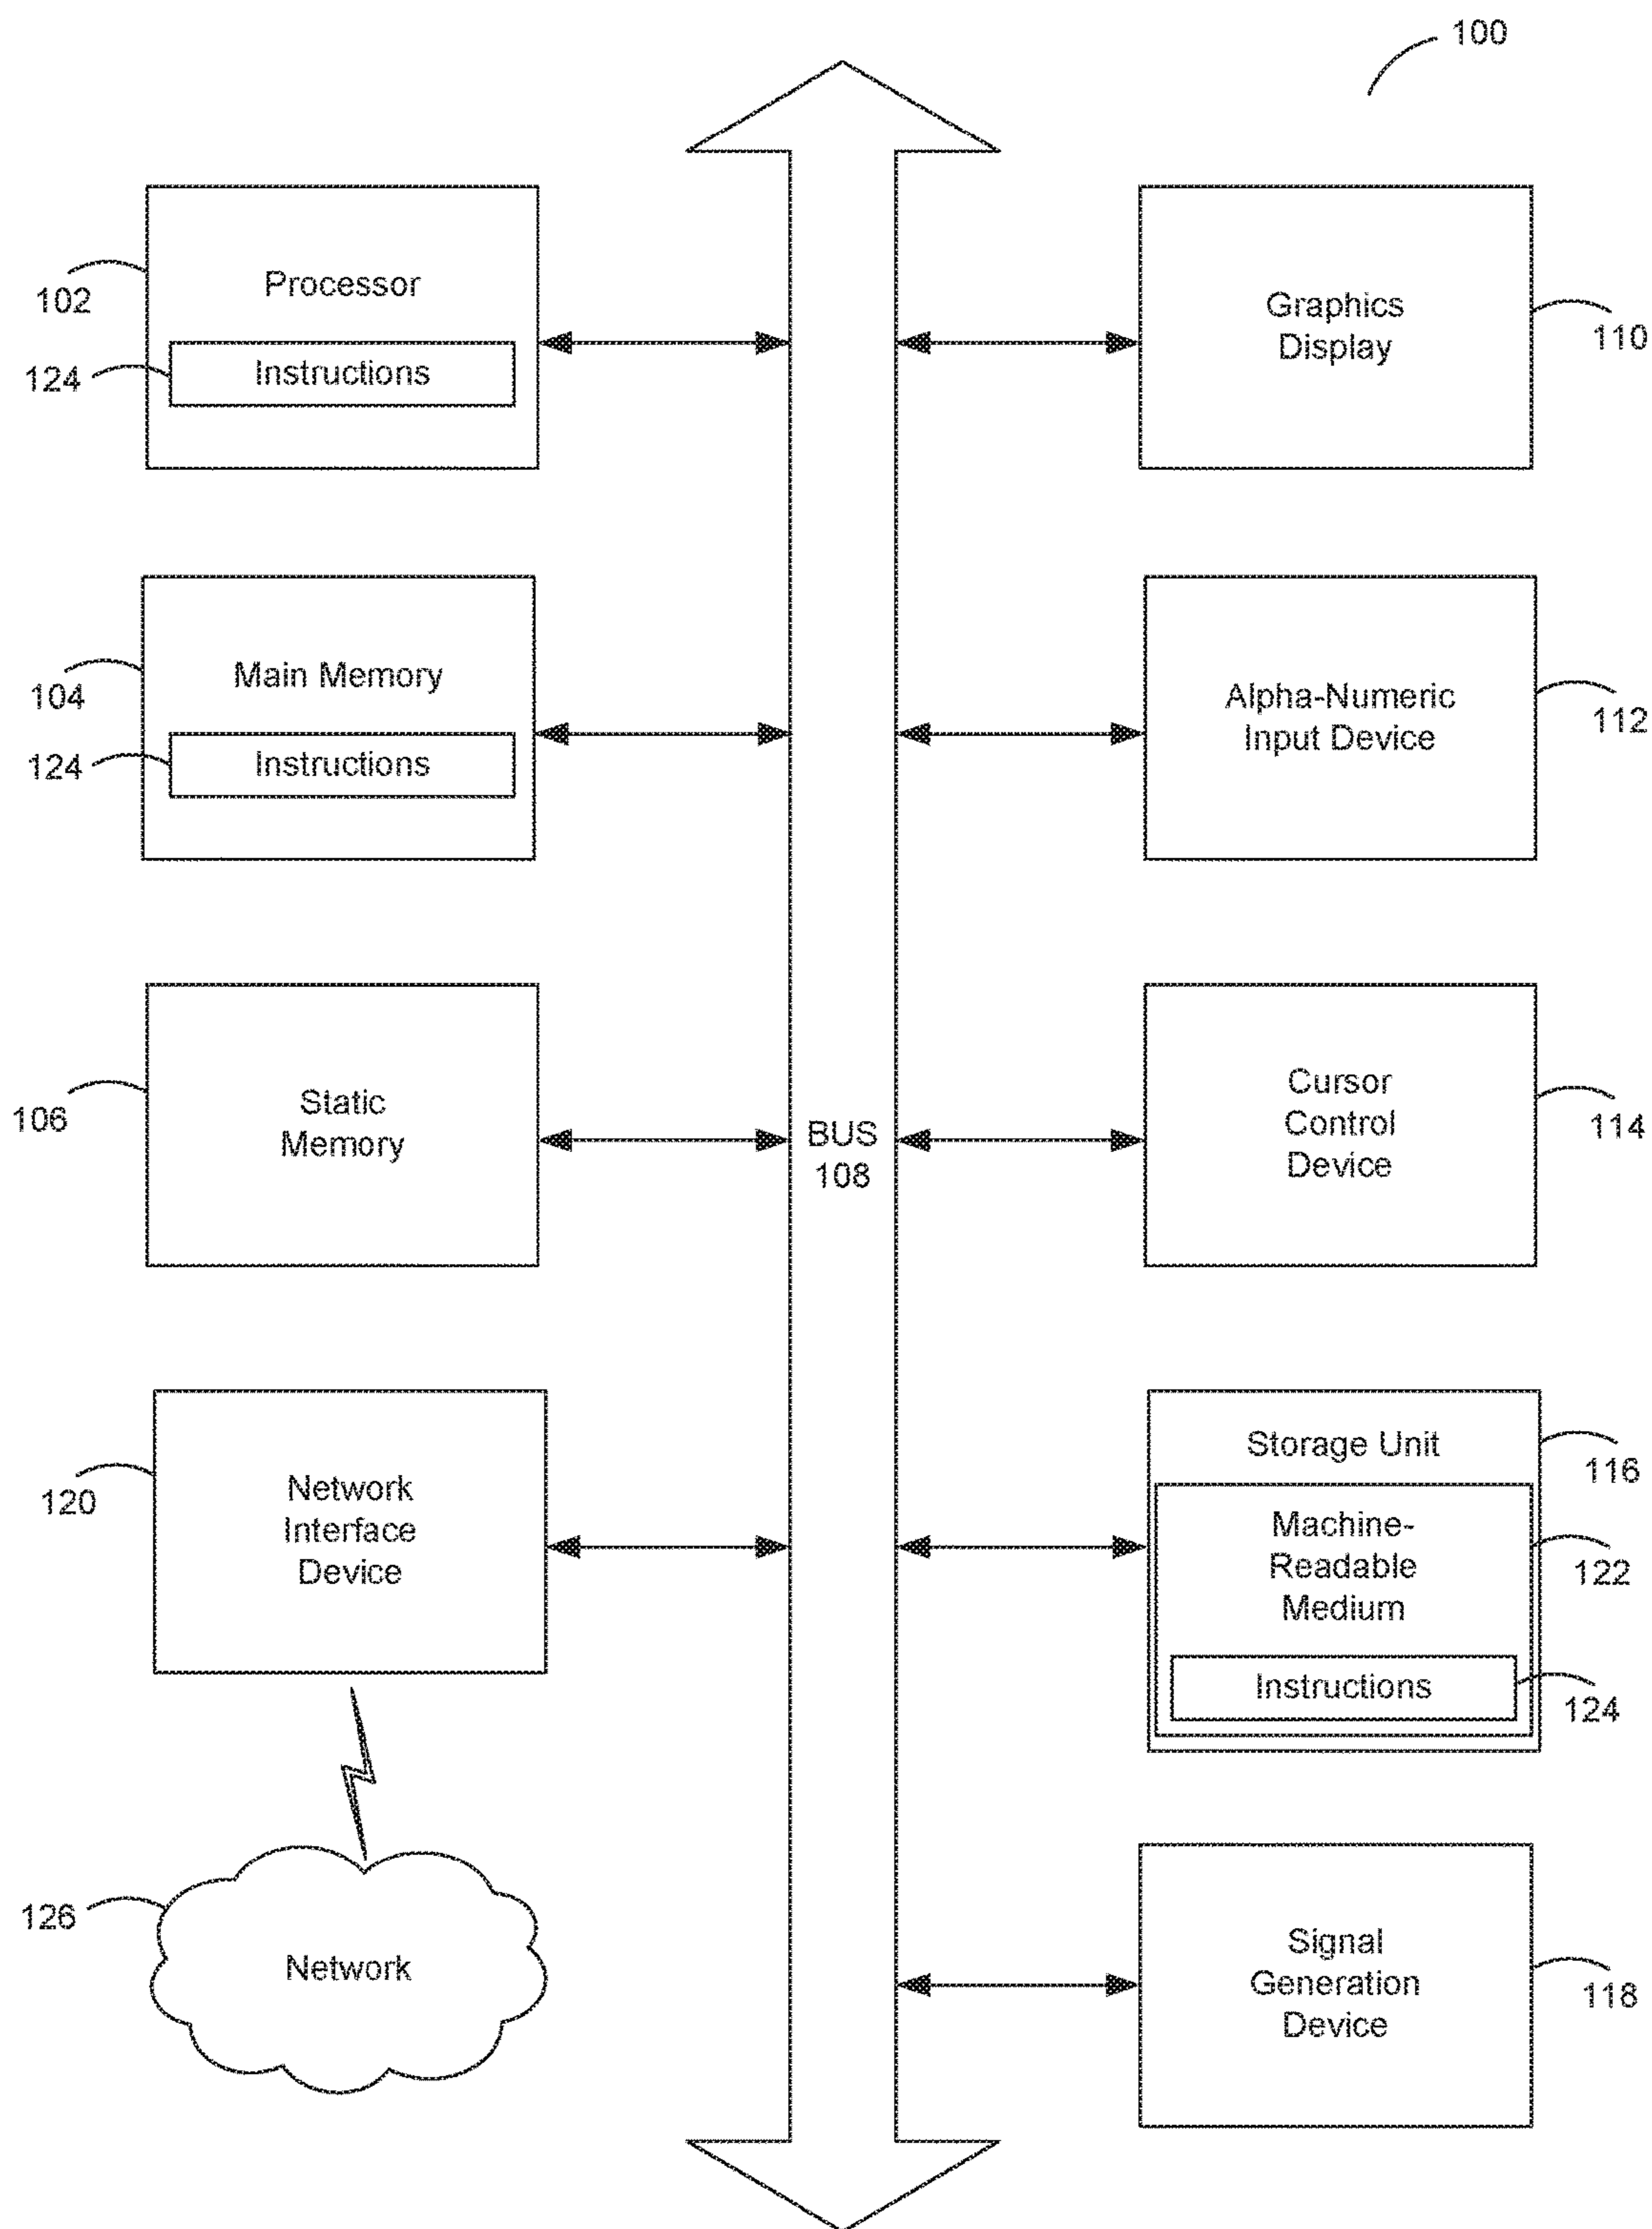 100
102
Processor
124
Instructions
Graphics
Display
110
104
Main Memory
124
Instructions
Alpha-Numeric
Input Device
112
106
Static
Memory
BUS
108
Cursor
Control
Device
114
120
Network
Interface
Device
Storage Unit
116
Machine-
Readable
Medium
122
Instructions
124
126
Network
Signal
Generation
Device
118